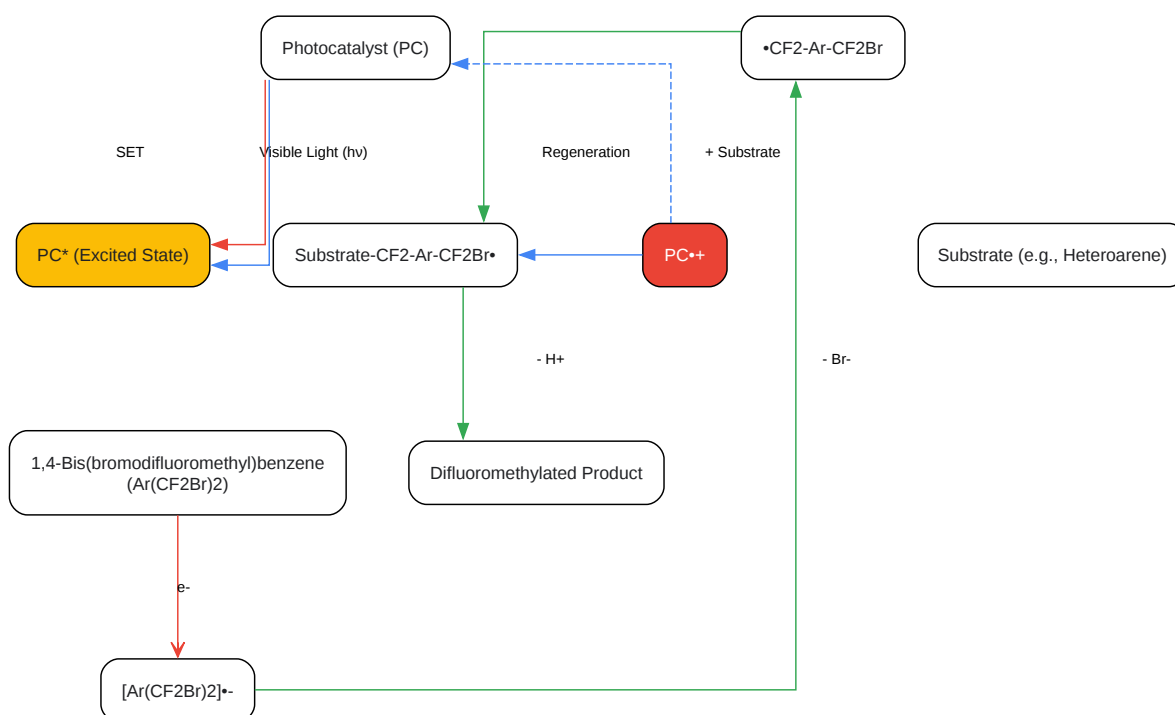 Photocatalyst (PC)
•CF2-Ar-CF2Br
SET
Visible Light (hν)
Regeneration
+ Substrate
PC* (Excited State)
Substrate-CF2-Ar-CF2Br•
PC•+
Substrate (e.g., Heteroarene)
- H+
- Br-
1,4-Bis(bromodifluoromethyl)benzene
(Ar(CF2Br)2)
Difluoromethylated Product
e-
[Ar(CF2Br)2]•-